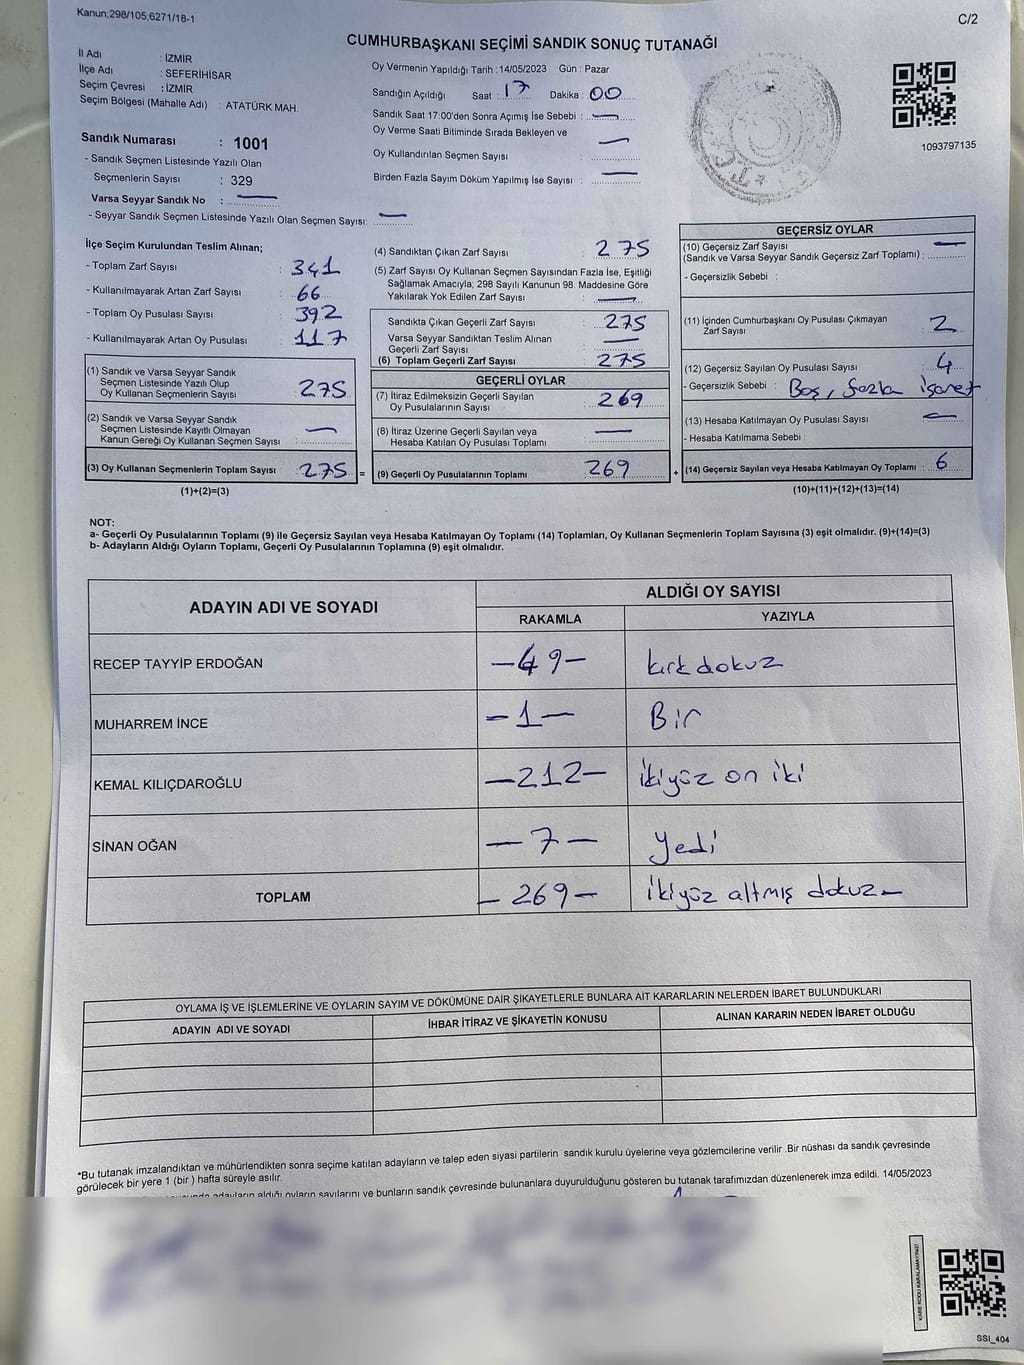 Kanun;298/105;6271/18-1
C/2
CUMHURBAŞKANI SEÇİMİ SANDIK SONUÇ TUTANAĞI
İl Adı : İZMİR
İlçe Adı : SEFERİHİSAR
Seçim Çevresi : İZMİR
Seçim Bölgesi (Mahalle Adı) : ATATÜRK MAH.
Sandık Numarası : 1001
- Sandık Seçmen Listesinde Yazılı Olan
Seçmenlerin Sayısı : 329
Varsa Seyyar Sandık No : —
- Seyyar Sandık Seçmen Listesinde Yazılı Olan Seçmen Sayısı: —
Oy Vermenin Yapıldığı Tarih : 14/05/2023 Gün : Pazar
Sandığın Açıldığı Saat : 17 Dakika : 00
Sandık Saat 17:00'den Sonra Açımış İse Sebebi : —
Oy Verme Saati Bitiminde Sırada Bekleyen ve —
Oy Kullandırılan Seçmen Sayısı :
Birden Fazla Sayım Döküm Yapılmış İse Sayısı : —
1093797135
İlçe Seçim Kurulundan Teslim Alınan;
- Toplam Zarf Sayısı : 341
- Kullanılmayarak Artan Zarf Sayısı : 66
- Toplam Oy Pusulası Sayısı : 392
- Kullanılmayarak Artan Oy Pusulası : 117
(1) Sandık ve Varsa Seyyar Sandık
Seçmen Listesinde Yazılı Olup
Oy Kullanan Seçmenlerin Sayısı : 275
(2) Sandık ve Varsa Seyyar Sandık
Seçmen Listesinde Kayıtlı Olmayan
Kanun Gereği Oy Kullanan Seçmen Sayısı : —
(3) Oy Kullanan Seçmenlerin Toplam Sayısı : 275 =
(1)+(2)=(3)
(4) Sandıktan Çıkan Zarf Sayısı : 275
(5) Zarf Sayısı Oy Kullanan Seçmen Sayısından Fazla İse, Eşitliği
Sağlamak Amacıyla; 298 Sayılı Kanunun 98. Maddesine Göre
Yakılarak Yok Edilen Zarf Sayısı : —
Sandıkta Çıkan Geçerli Zarf Sayısı : 275
Varsa Seyyar Sandıktan Teslim Alınan
Geçerli Zarf Sayısı : —
(6) Toplam Geçerli Zarf Sayısı : 275
GEÇERLİ OYLAR
(7) İtiraz Edilmeksizin Geçerli Sayılan
Oy Pusulalarının Sayısı : 269
(8) İtiraz Üzerine Geçerli Sayılan veya
Hesaba Katılan Oy Pusulası Toplamı : —
(9) Geçerli Oy Pusulalarının Toplamı : 269 +
GEÇERSİZ OYLAR
(10) Geçersiz Zarf Sayısı
(Sandık ve Varsa Seyyar Sandık Geçersiz Zarf Toplamı) : —
- Geçersizlik Sebebi :
(11) İçinden Cumhurbaşkanı Oy Pusulası Çıkmayan
Zarf Sayısı : 2
(12) Geçersiz Sayılan Oy Pusulası Sayısı : 4
- Geçersizlik Sebebi : Boş, fazla işaret
(13) Hesaba Katılmayan Oy Pusulası Sayısı : —
- Hesaba Katılmama Sebebi :
(14) Geçersiz Sayılan veya Hesaba Katılmayan Oy Toplamı : 6
(10)+(11)+(12)+(13)=(14)
NOT:
a- Geçerli Oy Pusulalarının Toplamı (9) ile Geçersiz Sayılan veya Hesaba Katılmayan Oy Toplamı (14) Toplamları, Oy Kullanan Seçmenlerin Toplam Sayısına (3) eşit olmalıdır. (9)+(14)=(3)
b- Adayların Aldığı Oyların Toplamı, Geçerli Oy Pusulalarının Toplamına (9) eşit olmalıdır.
ADAYIN ADI VE SOYADI ALDIĞI OY SAYISI
RAKAMLA YAZIYLA
RECEP TAYYİP ERDOĞAN —49— kırk dokuz
MUHARREM İNCE —1— Bir
KEMAL KILIÇDAROĞLU —212— ikiyüz on iki
SİNAN OĞAN —7— Yedi
TOPLAM —269— ikiyüz altmış dokuz—
OYLAMA İŞ VE İŞLEMLERİNE VE OYLARIN SAYIM VE DÖKÜMÜNE DAİR ŞİKAYETLERLE BUNLARA AİT KARARLARIN NELERDEN İBARET BULUNDUKLARI
ADAYIN ADI VE SOYADI İHBAR İTİRAZ VE ŞİKAYETİN KONUSU ALINAN KARARIN NEDEN İBARET OLDUĞU
*Bu tutanak imzalandıktan ve mühürlendikten sonra seçime katılan adayların ve talep eden siyasi partilerin sandık kurulu üyelerine veya gözlemcilerine verilir .Bir nüshası da sandık çevresinde
görülecek bir yere 1 (bir ) hafta süreyle asılır.
adayların aldığı oyların sayılarını ve bunların sandık çevresinde bulunanlara duyurulduğunu gösteren bu tutanak tarafımızdan düzenlenerek imza edildi. 14/05/2023
KARE KODU KARALAMAYINIZ!
SSI_404